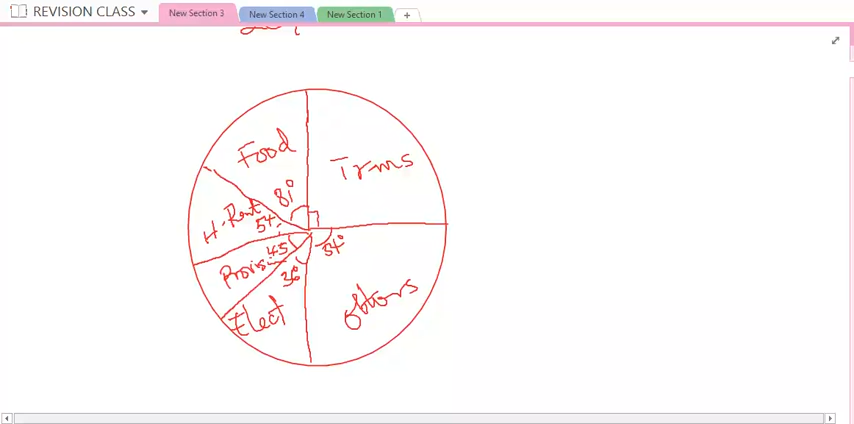 REVISION CLASS
New Section 3
New Section 4
New Section 1
+
Food
Trms
81°
H-Rent
54°
45
54°
Provisi
36°
Elect
others